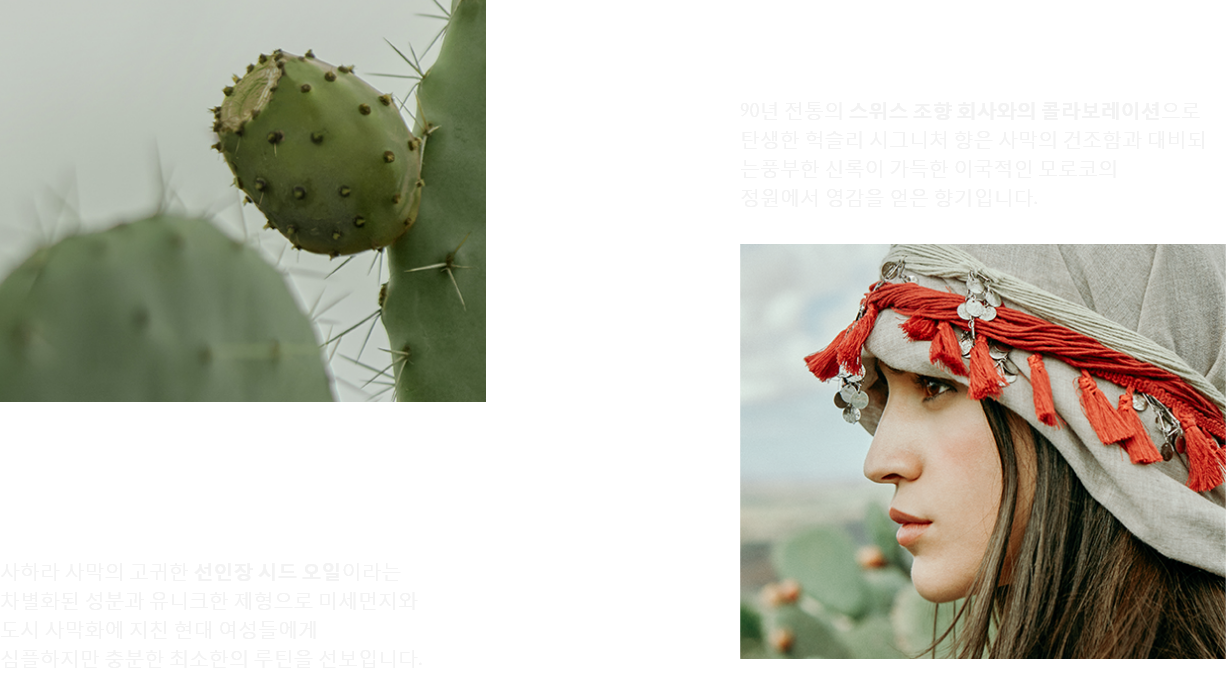 90년 전통의 스위스 조향 회사와의 콜라보레이션으로
탄생한 헉슬리 시그니처 향은 사막의 건조함과 대비되
는풍부한 신록이 가득한 이국적인 모로코의
정원에서 영감을 얻은 향기입니다.
사하라 사막의 고귀한 선인장 시드 오일이라는
차별화된 성분과 유니크한 제형으로 미세먼지와
도시 사막화에 지친 현대 여성들에게
심플하지만 충분한 최소한의 루틴을 선보입니다.